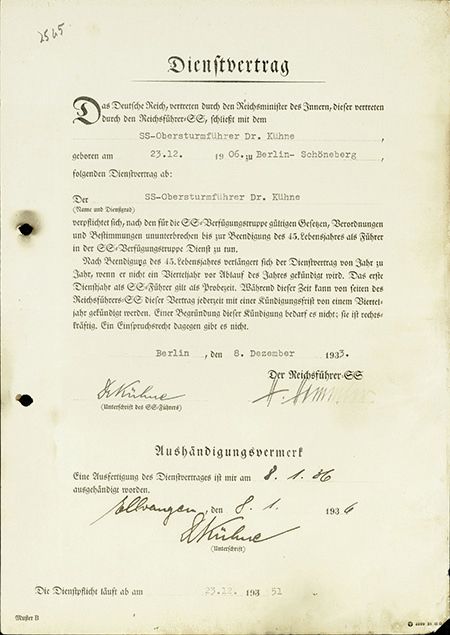 2545
Dienstvertrag
Das Deutsche Reich, vertreten durch den Reichsminister des Innern, dieser vertreten
durch den Reichsführer-SS, schließt mit dem
SS-Obersturmführer Dr. Kühne,
geboren am 23.12. 1906. zu Berlin- Schöneberg,
folgenden Dienstvertrag ab:
Der SS-Obersturmführer Dr. Kühne
(Name und Dienstgrad)
verpflichtet sich, nach den für die SS-Verfügungstruppe gültigen Gesetzen, Verordnungen
und Bestimmungen ununterbrochen bis zur Beendigung des 45. Lebensjahres als Führer
in der SS-Verfügungstruppe Dienst zu tun.
Nach Beendigung des 45. Lebensjahres verlängert sich der Dienstvertrag von Jahr zu
Jahr, wenn er nicht ein Vierteljahr vor Ablauf des Jahres gekündigt wird. Das erste
Dienstjahr als SS-Führer gilt als Probezeit. Während dieser Zeit kann von seiten des
Reichsführers-SS dieser Vertrag jederzeit mit einer Kündigungsfrist von einem Viertel-
jahr gekündigt werden. Einer Begründung dieser Kündigung bedarf es nicht; sie ist rechts-
kräftig. Ein Einspruchsrecht dagegen gibt es nicht.
Berlin, den 8. Dezember 1933.
Der Reichsführer-SS
Dr Kühne
(Unterschrift des SS-Führers)
Aushändigungsvermerk
Eine Ausfertigung des Dienstvertrages ist mir am 8. 1. 36
ausgehändigt worden.
Ellwangen, den 8. 1. 1936
Dr Kühne
(Unterschrift)
Die Dienstpflicht läuft ab am 23.12. 193 51
Muster B